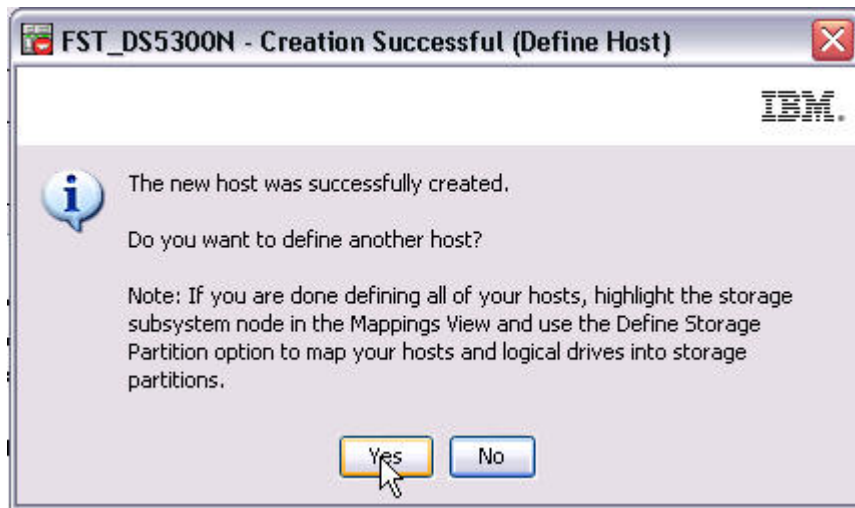 FST_DS5300N - Creation Successful (Define Host)
IBM.
The new host was successfully created.
Do you want to define another host?
Note: If you are done defining all of your hosts, highlight the storage
subsystem node in the Mappings View and use the Define Storage
Partition option to map your hosts and logical drives into storage
partitions.
Yes
No